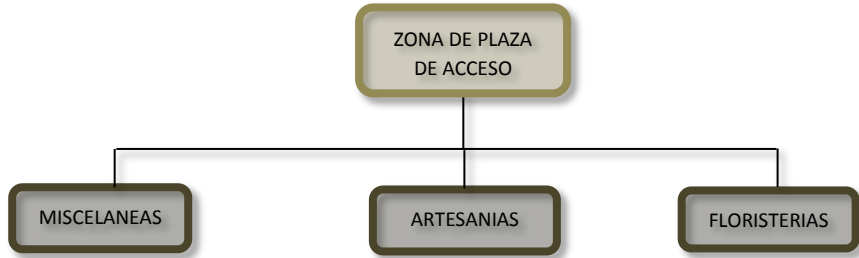 ZONA DE PLAZA
DE ACCESO
MISCELANEAS
ARTESANIAS
FLORISTERIAS